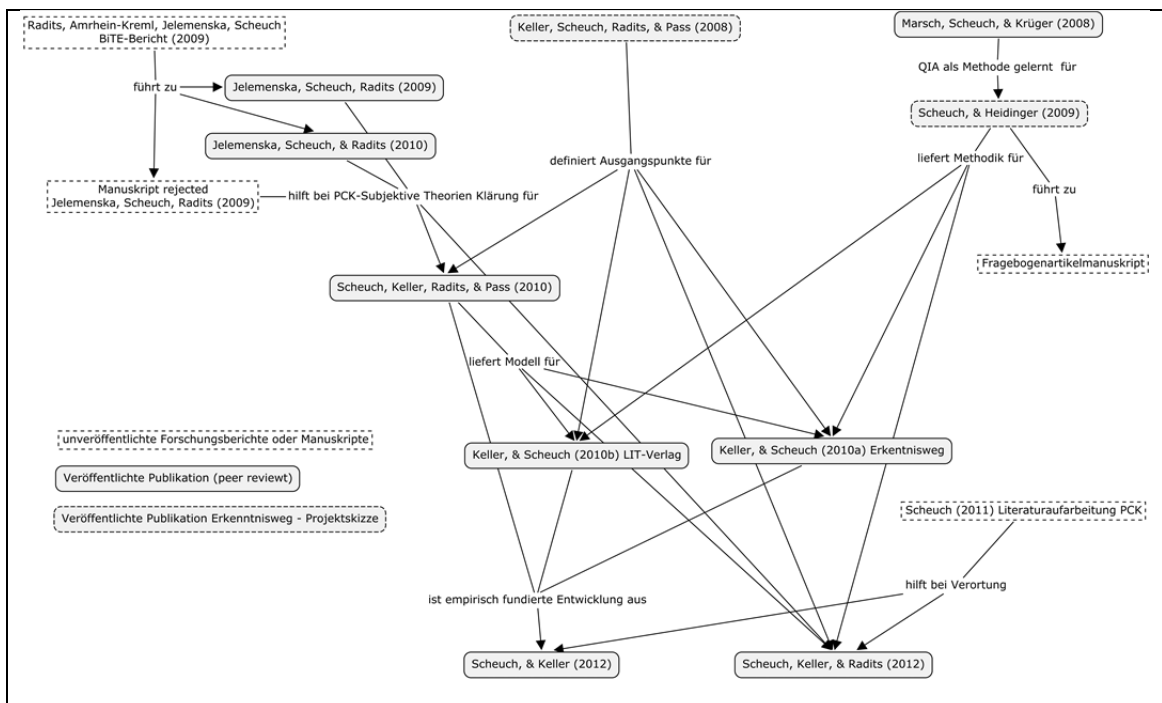 Radits, Amrhein-Kreml, Jelemenska, Scheuch
BiTE-Bericht (2009)
Keller, Scheuch, Radits, & Pass (2008)
Marsch, Scheuch, & Krüger (2008)
QIA als Methode gelernt für
führt zu
Jelemenska, Scheuch, Radits (2009)
Scheuch, & Heidinger (2009)
Jelemenska, Scheuch, & Radits (2010)
definiert Ausgangspunkte für
liefert Methodik für
Manuskript rejected
Jelemenska, Scheuch, Radits (2009)
hilft bei PCK-Subjektive Theorien Klärung für
führt zu
Fragebogenartikelmanuskript
Scheuch, Keller, Radits, & Pass (2010)
liefert Modell für
unveröffentlichte Forschungsberichte oder Manuskripte
Keller, & Scheuch (2010b) LIT-Verlag
Keller, & Scheuch (2010a) Erkentnisweg
Veröffentlichte Publikation (peer reviewt)
Veröffentlichte Publikation Erkenntnisweg - Projektskizze
Scheuch (2011) Literaturaufarbeitung PCK
hilft bei Verortung
ist empirisch fundierte Entwicklung aus
Scheuch, & Keller (2012)
Scheuch, Keller, & Radits (2012)